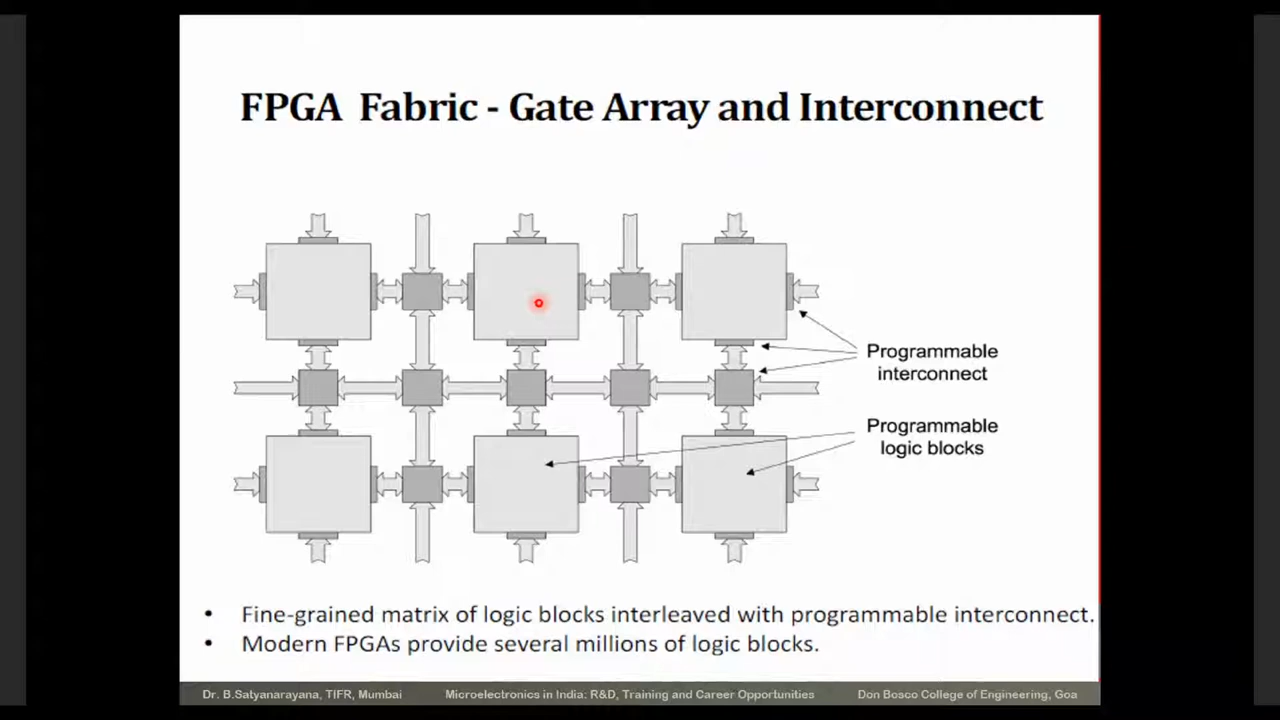 FPGA Fabric - Gate Array and Interconnect
Programmable
interconnect
Programmable
logic blocks
• Fine-grained matrix of logic blocks interleaved with programmable interconnect.
• Modern FPGAs provide several millions of logic blocks.
Dr. B.Satyanarayana, TIFR, Mumbai Microelectronics in India: R&D, Training and Career Opportunities Don Bosco College of Engineering, Goa